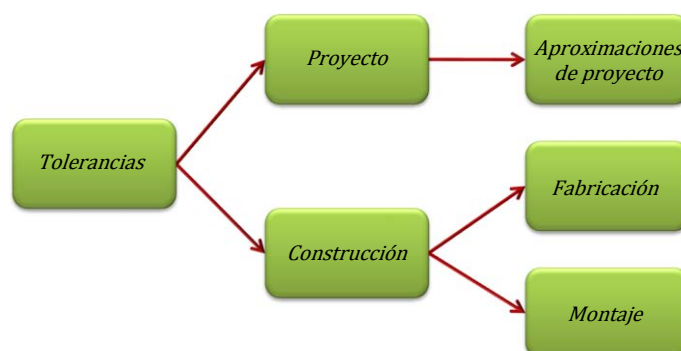 Tolerancias
Proyecto
Aproximaciones
de proyecto
Construcción
Fabricación
Montaje